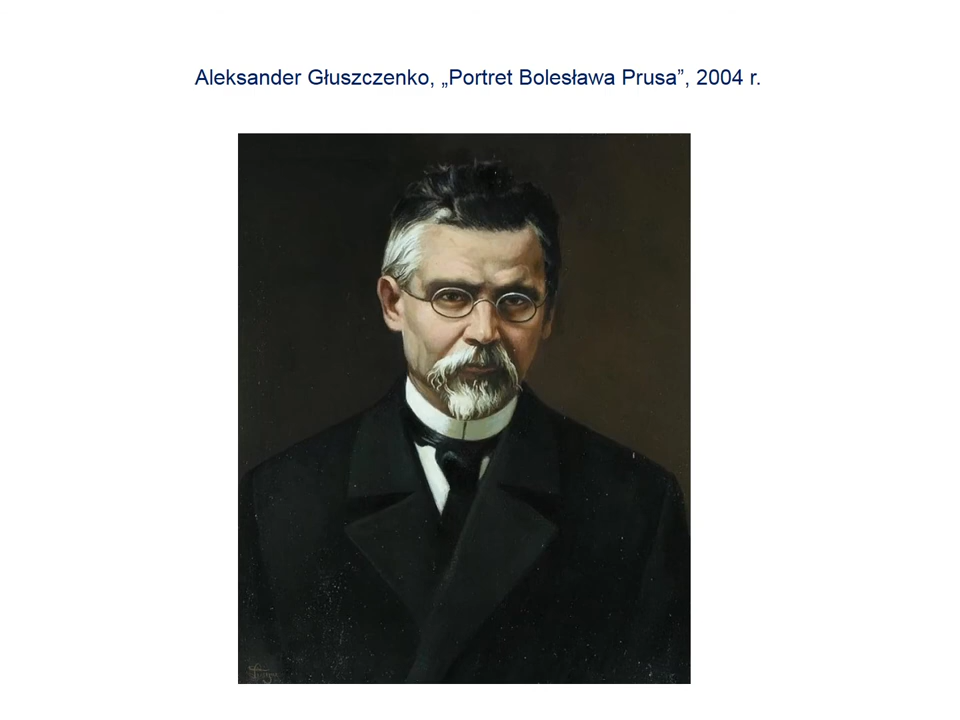 Aleksander Głuszczenko, „Portret Bolesława Prusa”, 2004 r.